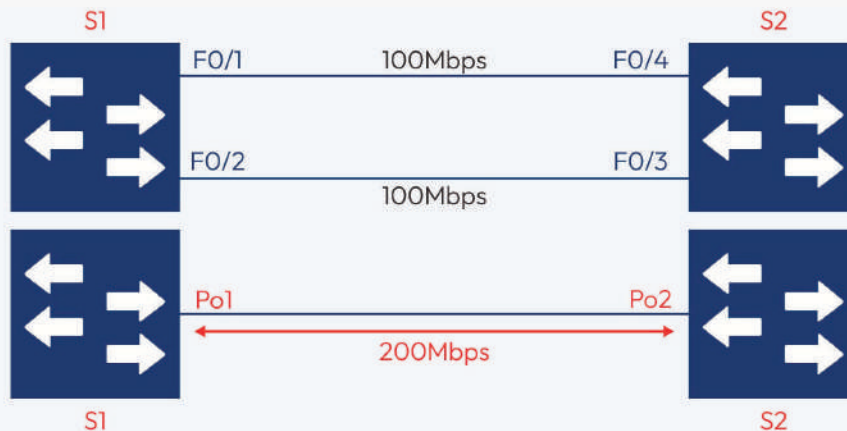 S1 S2
F0/1 100Mbps F0/4
F0/2 F0/3
100Mbps
Po1 Po2
200Mbps
S1 S2